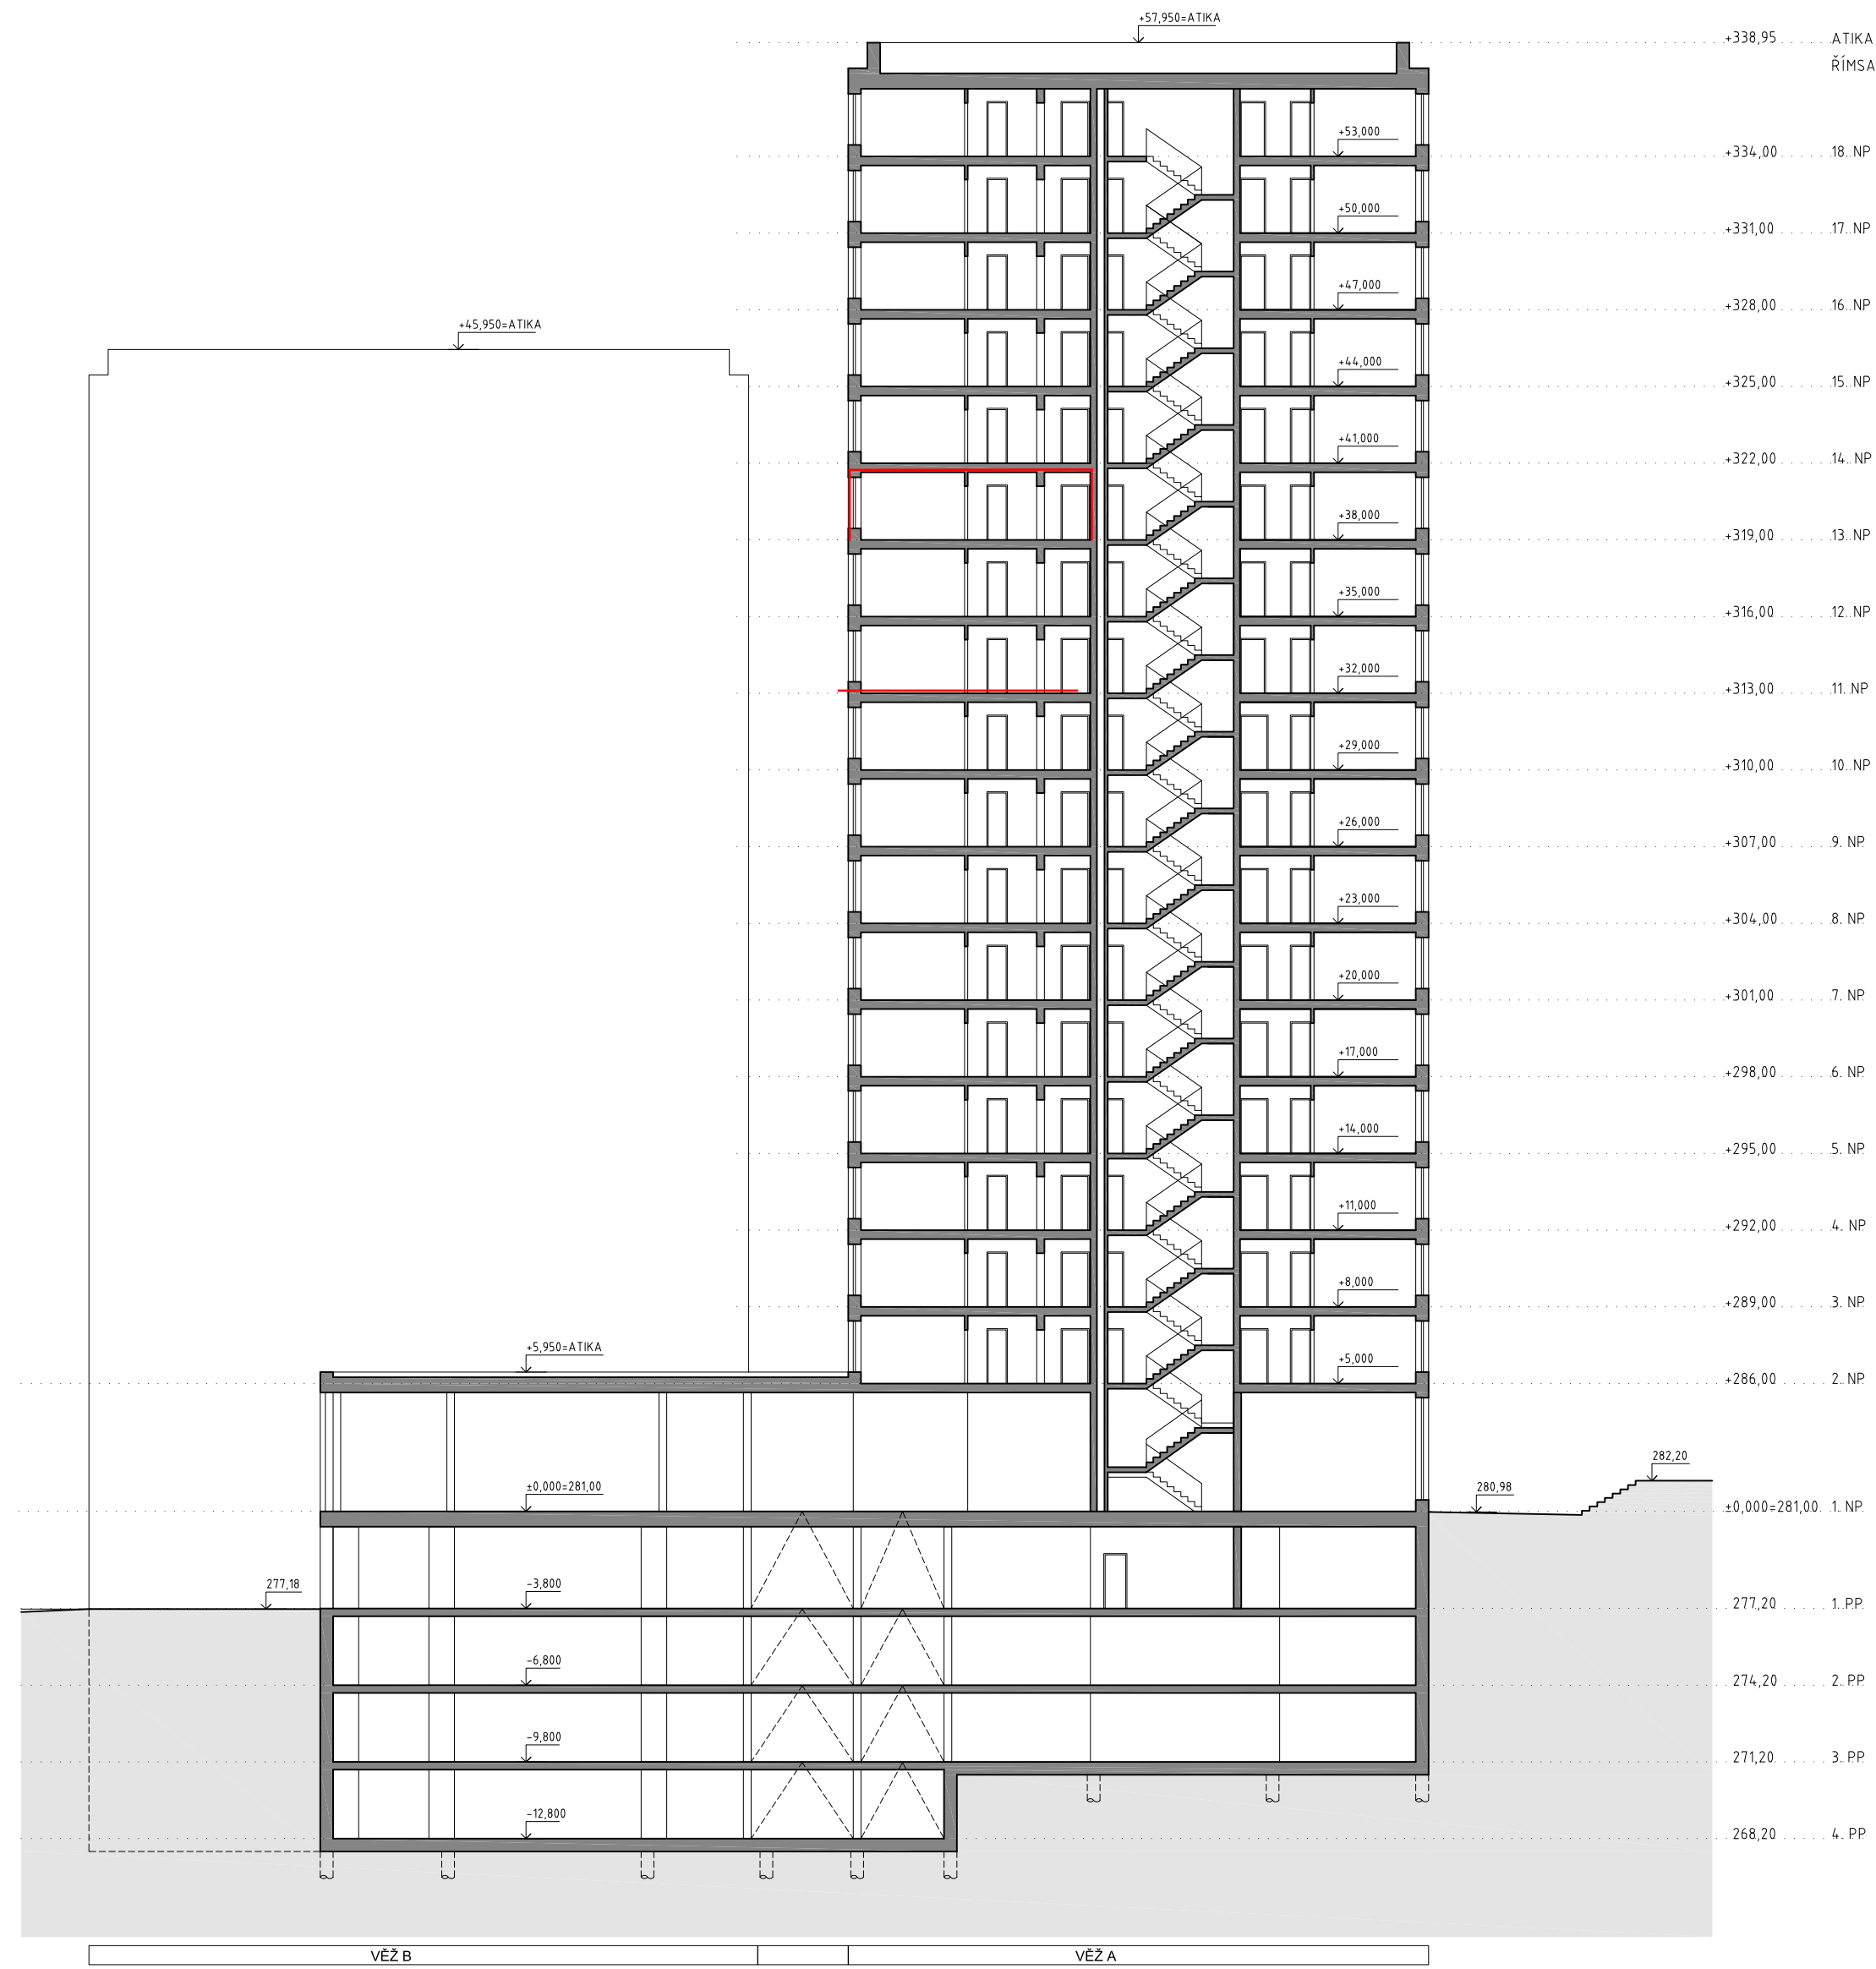 +57,950=ATIKA
+338,95 ATIKA
ŘÍMSA
+53,000
+334,00 18. NP
+50,000
+331,00 17. NP
+47,000
+328,00 16. NP
+45,950=ATIKA
+44,000
+325,00 15. NP
+41,000
+322,00 14. NP
+38,000
+319,00 13. NP
+35,000
+316,00 12. NP
+32,000
+313,00 11. NP
+29,000
+310,00 10. NP
+26,000
+307,00 9. NP
+23,000
+304,00 8. NP
+20,000
+301,00 7. NP
+17,000
+298,00 6. NP
+14,000
+295,00 5. NP
+11,000
+292,00 4. NP
+8,000
+289,00 3. NP
+5,950=ATIKA
+5,000
+286,00 2. NP
282,20
±0,000=281,00
280,98
±0,000=281,00 1. NP
277,18
-3,800
277,20 1. PP
-6,800
274,20 2. PP
-9,800
271,20 3. PP
-12,800
268,20 4. PP
VĚŽ B VĚŽ A